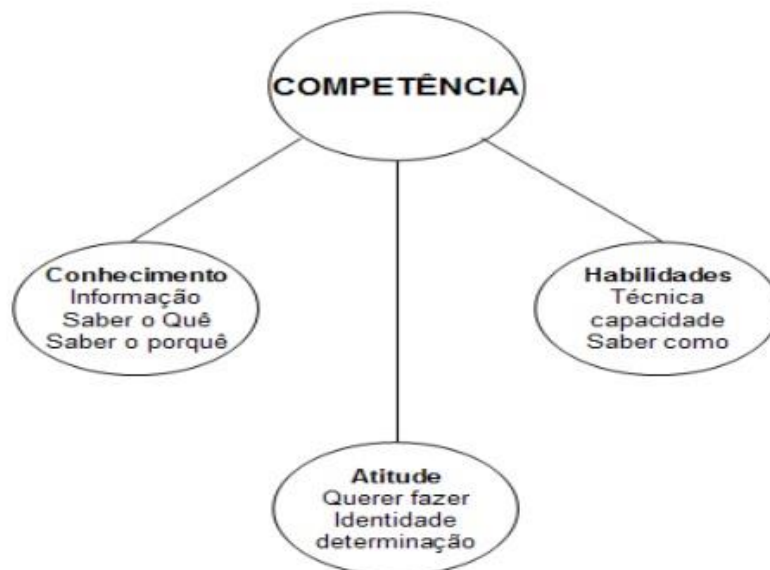 COMPETÊNCIA
Conhecimento
Informação
Saber o Quê
Saber o porquê
Habilidades
Técnica
capacidade
Saber como
Atitude
Querer fazer
Identidade
determinação